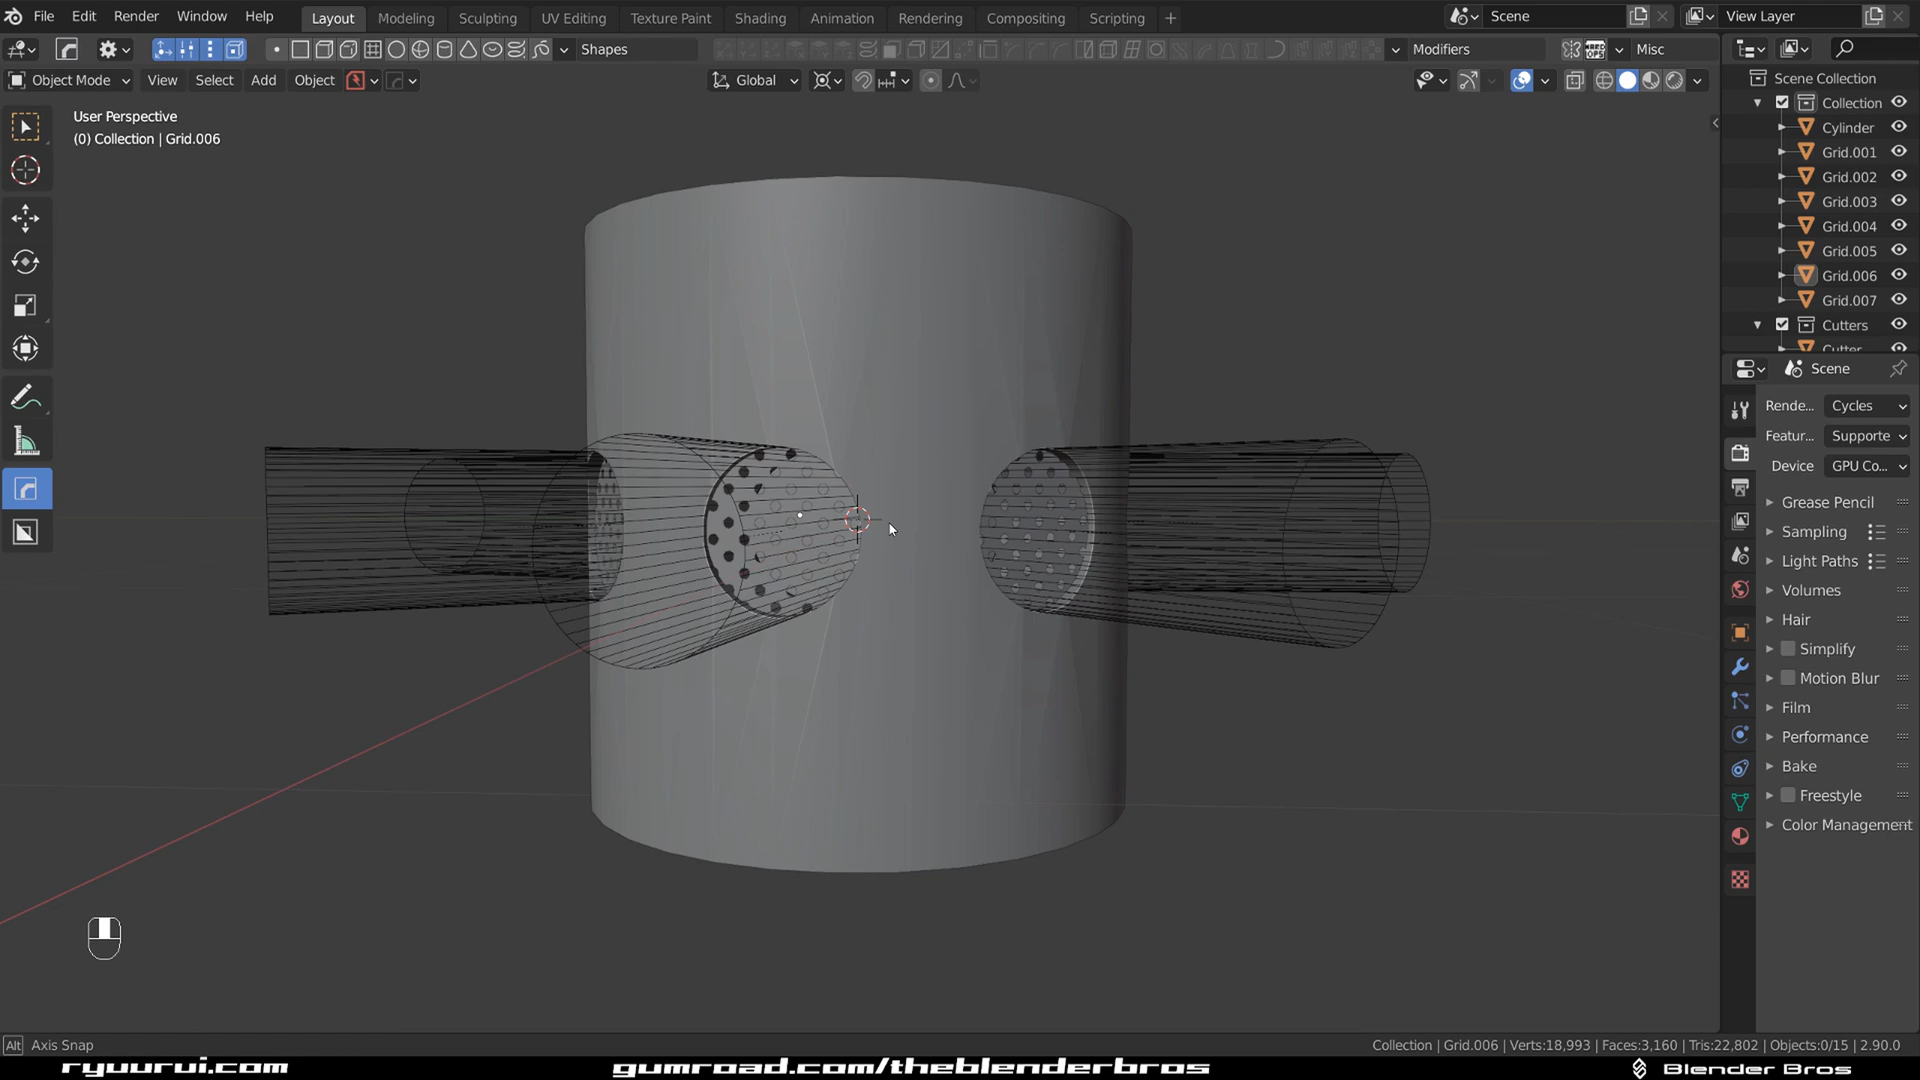 File Edit Render Window Help Layout Modeling Sculpting UV Editing Texture Paint Shading Animation Rendering Compositing Scripting + Scene View Layer
Shapes Modifiers Misc
Object Mode View Select Add Object Global
User Perspective
(0) Collection | Grid.006
Scene Collection
Collection
Cylinder
Grid.001
Grid.002
Grid.003
Grid.004
Grid.005
Grid.006
Grid.007
Cutters
Cutter
Scene
Rende... Cycles
Featur... Supporte
Device GPU Co...
Grease Pencil
Sampling
Light Paths
Volumes
Hair
Simplify
Motion Blur
Film
Performance
Bake
Freestyle
Color Management
Alt Axis Snap Collection | Grid.006 | Verts:18,993 | Faces:3,160 | Tris:22,802 | Objects:0/15 | 2.90.0
ryuurui.com gumroad.com/theblenderbros Blender Bros